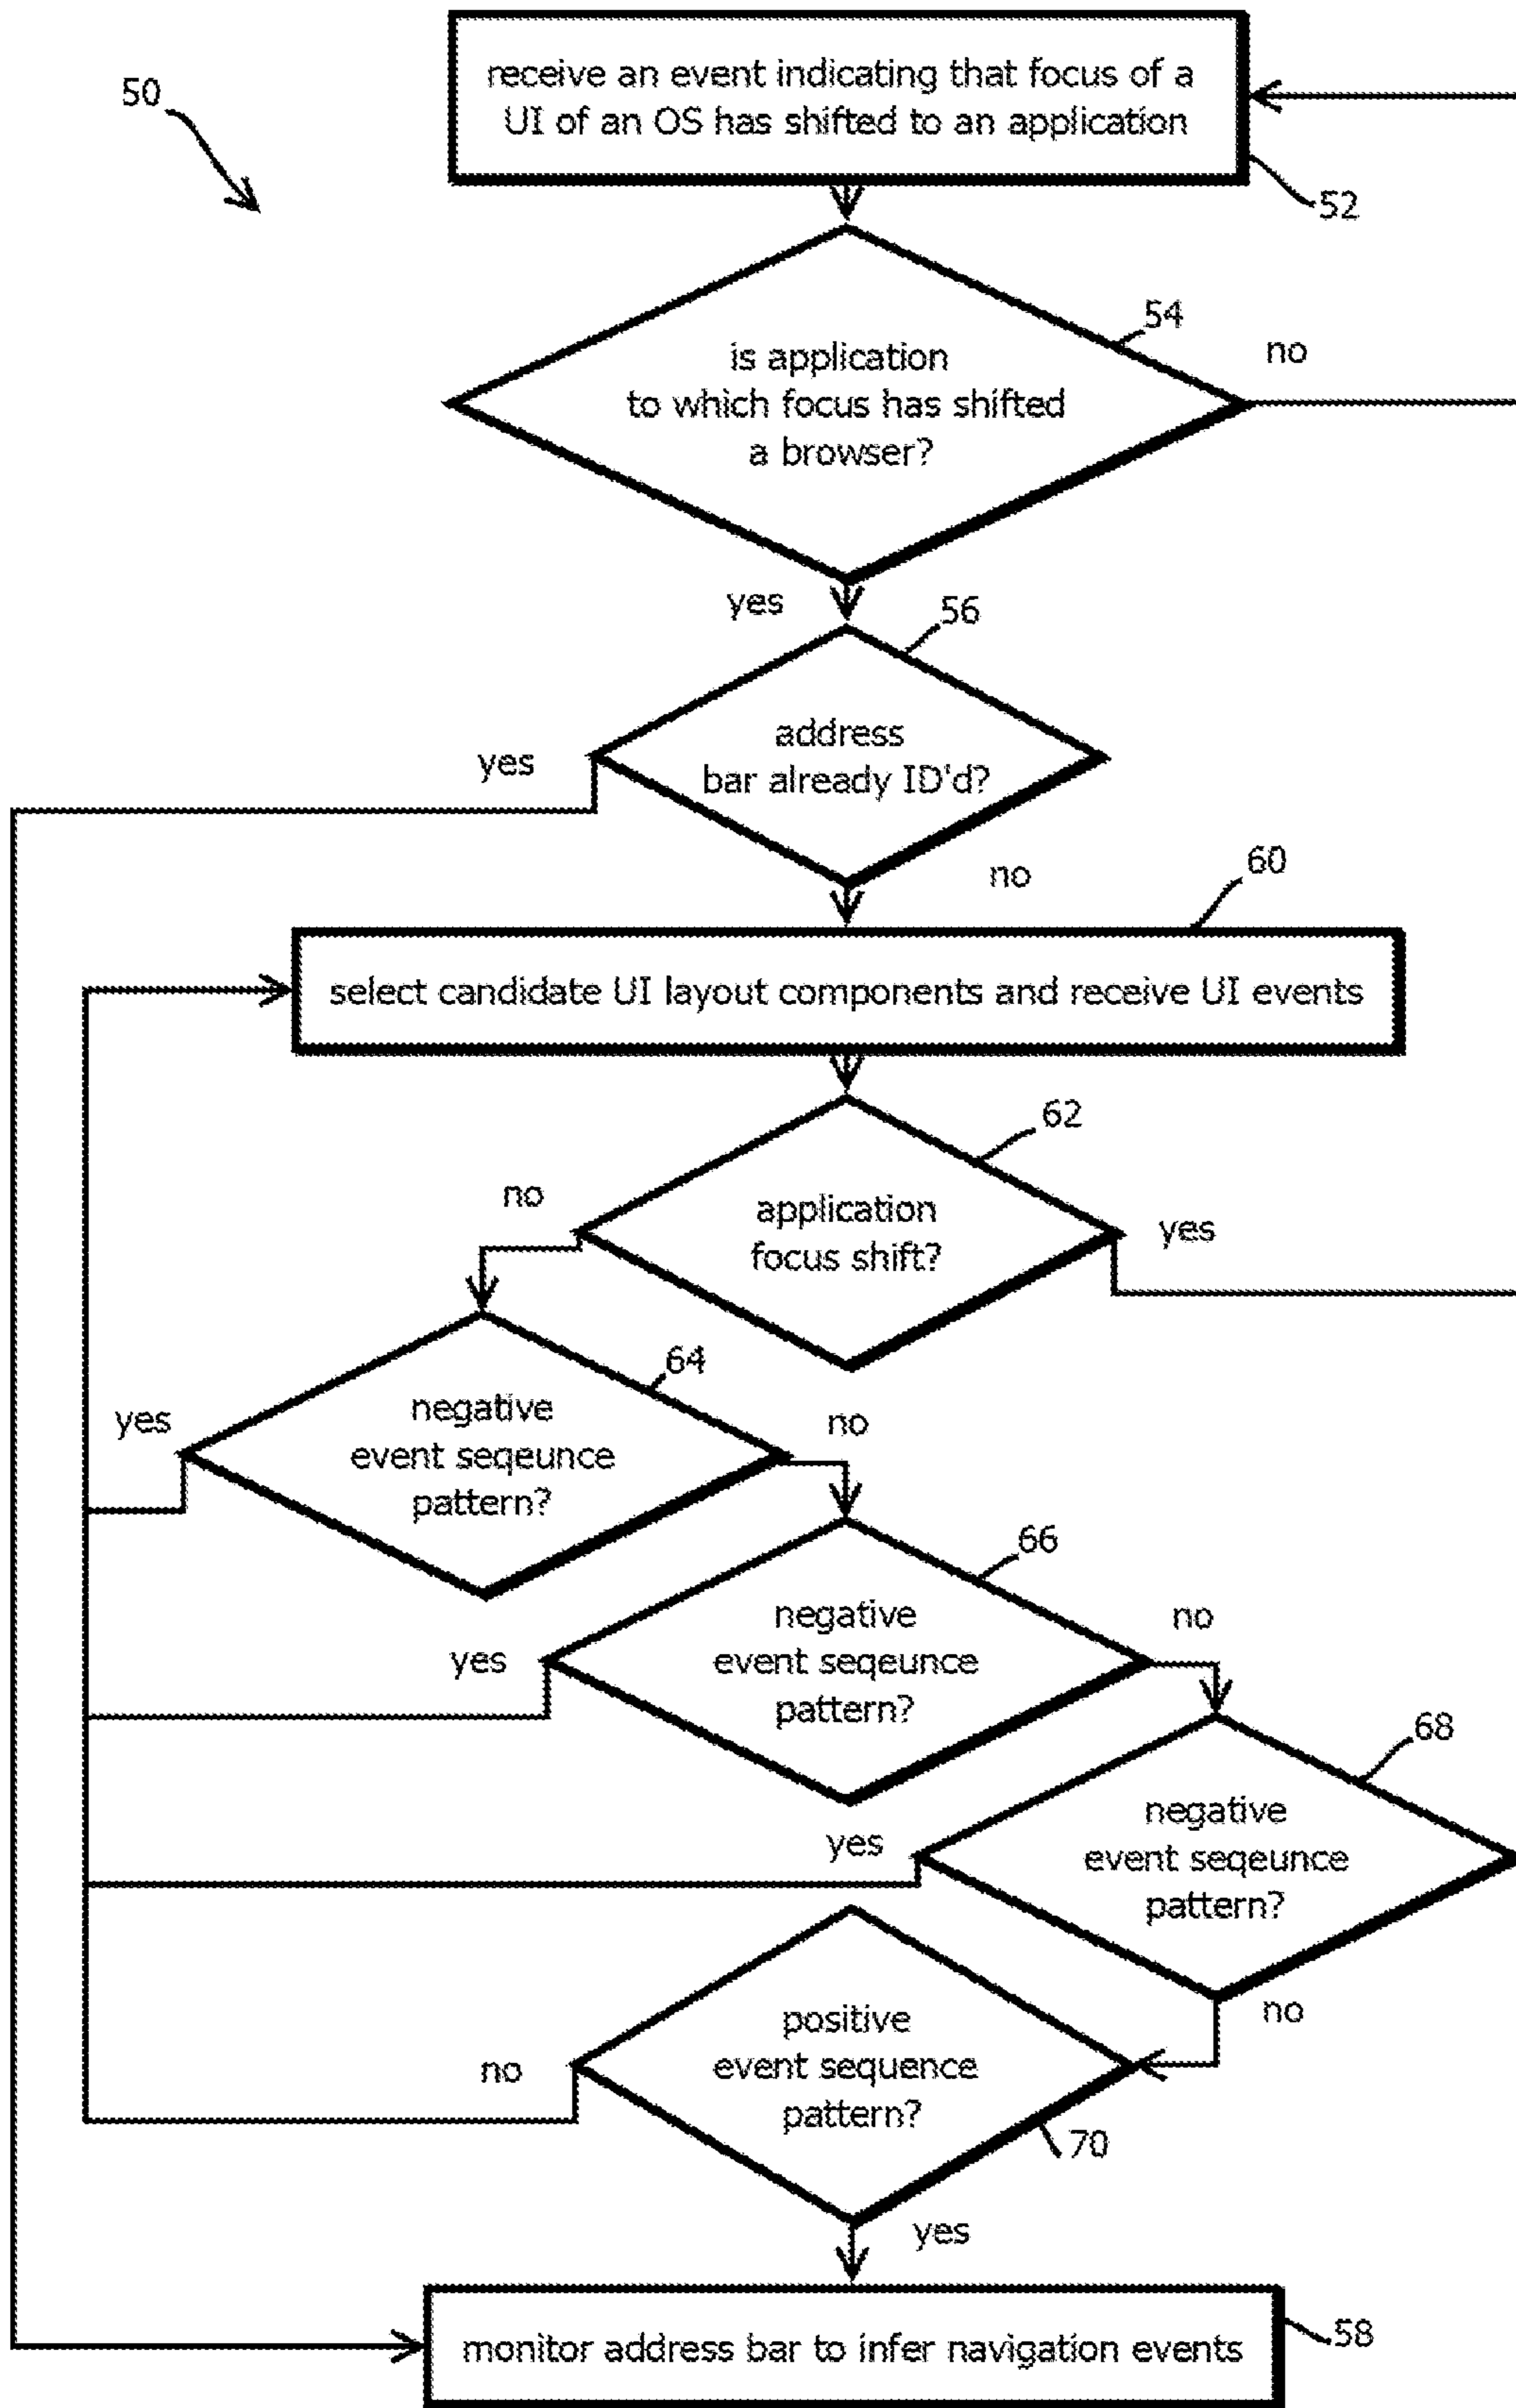 50
receive an event indicating that focus of a
UI of an OS has shifted to an application
52
54
is application
to which focus has shifted
a browser?
no
yes
56
address
bar already ID'd?
yes
no
60
select candidate UI layout components and receive UI events
62
application
focus shift?
no
yes
64
negative
event seqeunce
pattern?
yes
no
66
negative
event seqeunce
pattern?
yes
no
68
negative
event seqeunce
pattern?
yes
no
positive
event sequence
pattern?
no
70
yes
monitor address bar to infer navigation events
58